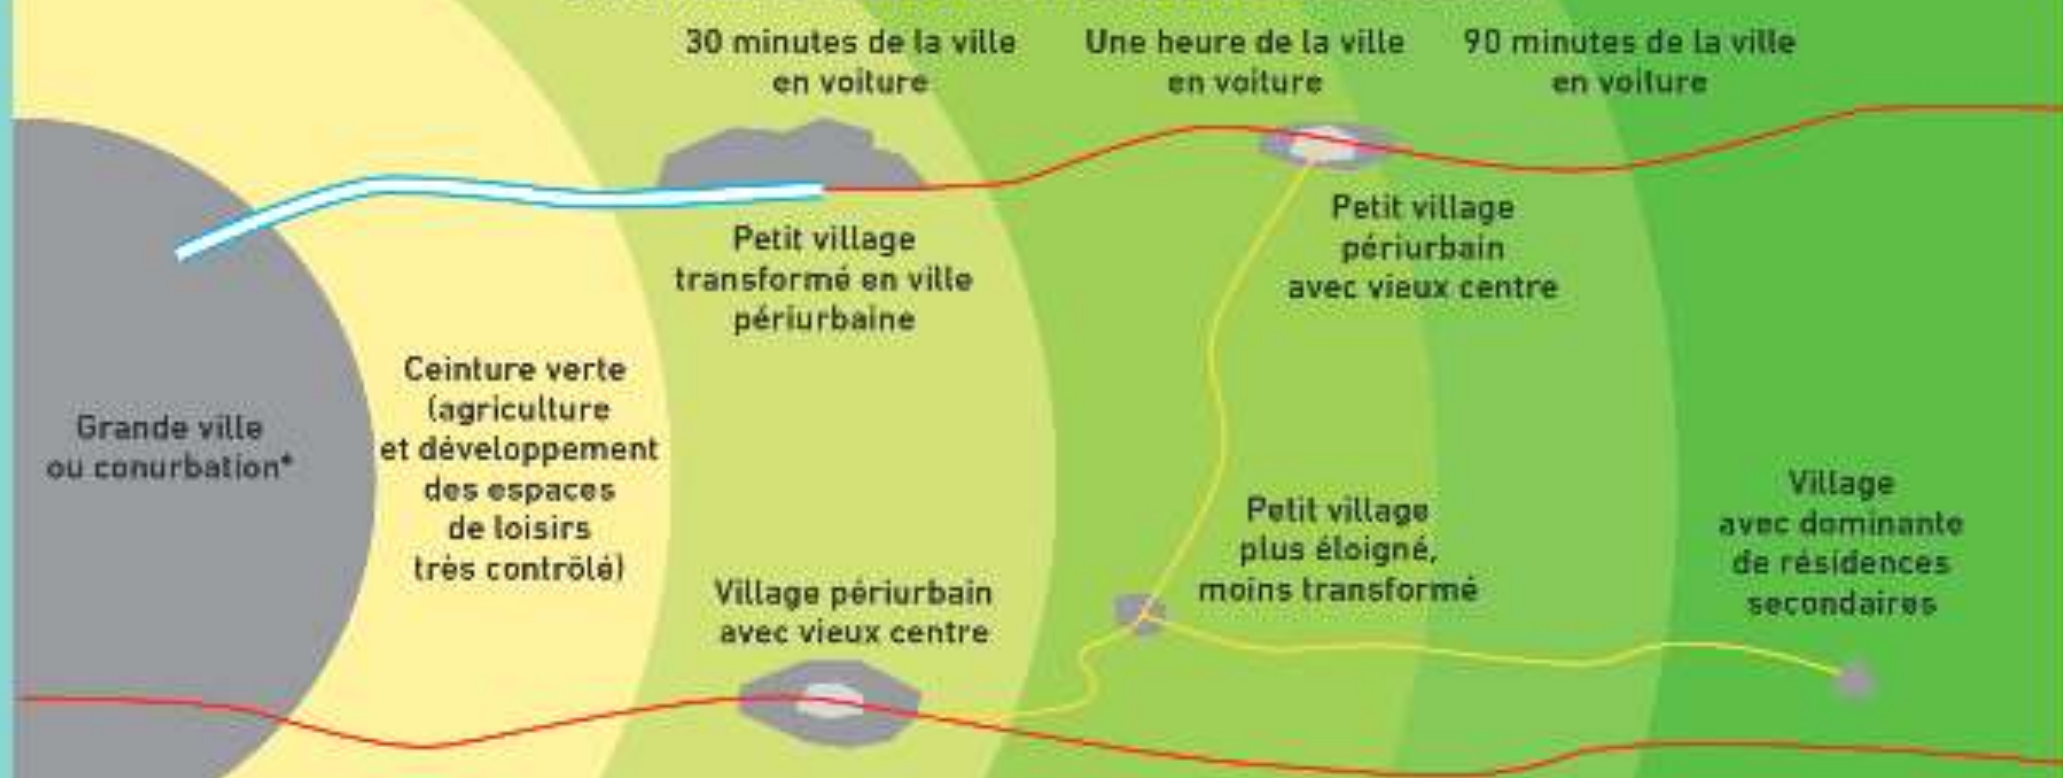 30 minutes de la ville
en voiture
Une heure de la ville
en voiture
90 minutes de la ville
en voiture
Petit village
transformé en ville
périurbaine
Petit village
périurbain
avec vieux centre
Ceinture verte
(agriculture
et développement
des espaces
de loisirs
très contrôlé)
Grande ville
ou conurbation*
Village périurbain
avec vieux centre
Petit village
plus éloigné,
moins transformé
Village
avec dominante
de résidences
secondaires